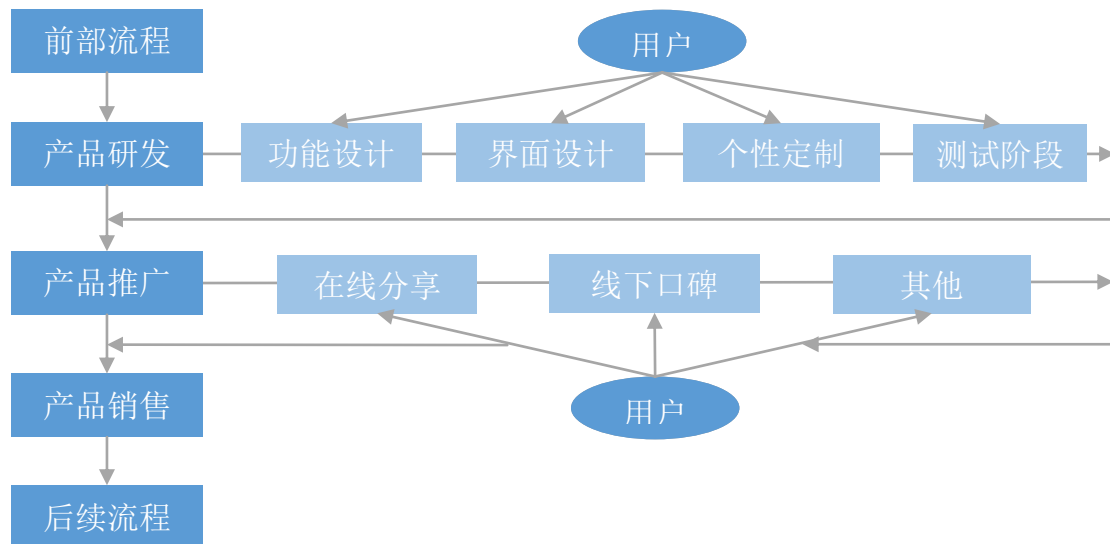 前部流程
用户
产品研发
功能设计
界面设计
个性定制
测试阶段
产品推广
在线分享
线下口碑
其他
产品销售
用户
后续流程